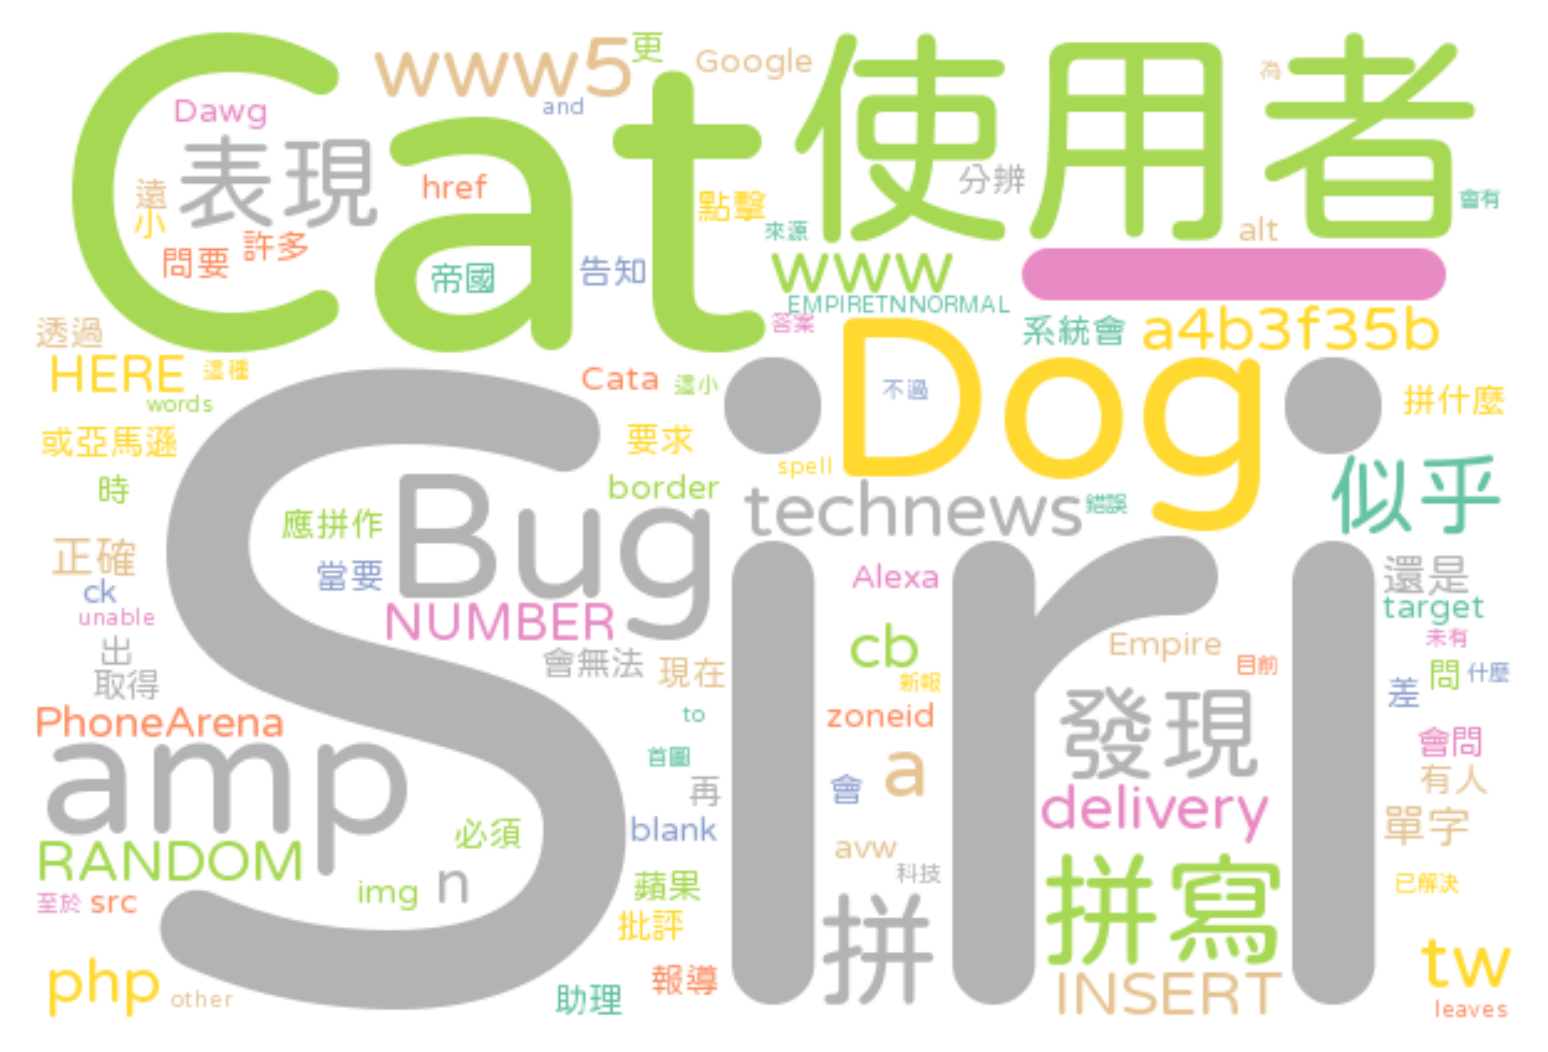 Cat
使用者
www5
更
Google
為
Dawg
and
表現
href
分辨
遠
小
點擊
會有
來源
alt
問要
許多
帝國
告知
www
EMPIRETNNORMAL
透過
答案
系統會
a4b3f35b
HERE
這種
Cata
這小
Dog
不過
拼什麼
words
或亞馬遜
要求
spell
似乎
時
Siri
Bug
border
technews
錯誤
應拼作
正確
當要
Alexa
還是
ck
target
unable
NUMBER
cb
Empire
未有
出
會無法
現在
目前
問
什麼
取得
新報
差
PhoneArena
to
zoneid
發現
會問
amp
首圖
a
有人
再
會
delivery
RANDOM
必須
blank
avw
單字
img
n
蘋果
科技
拼寫
已解決
至於
src
批評
拼
php
other
助理
報導
INSERT
tw
leaves